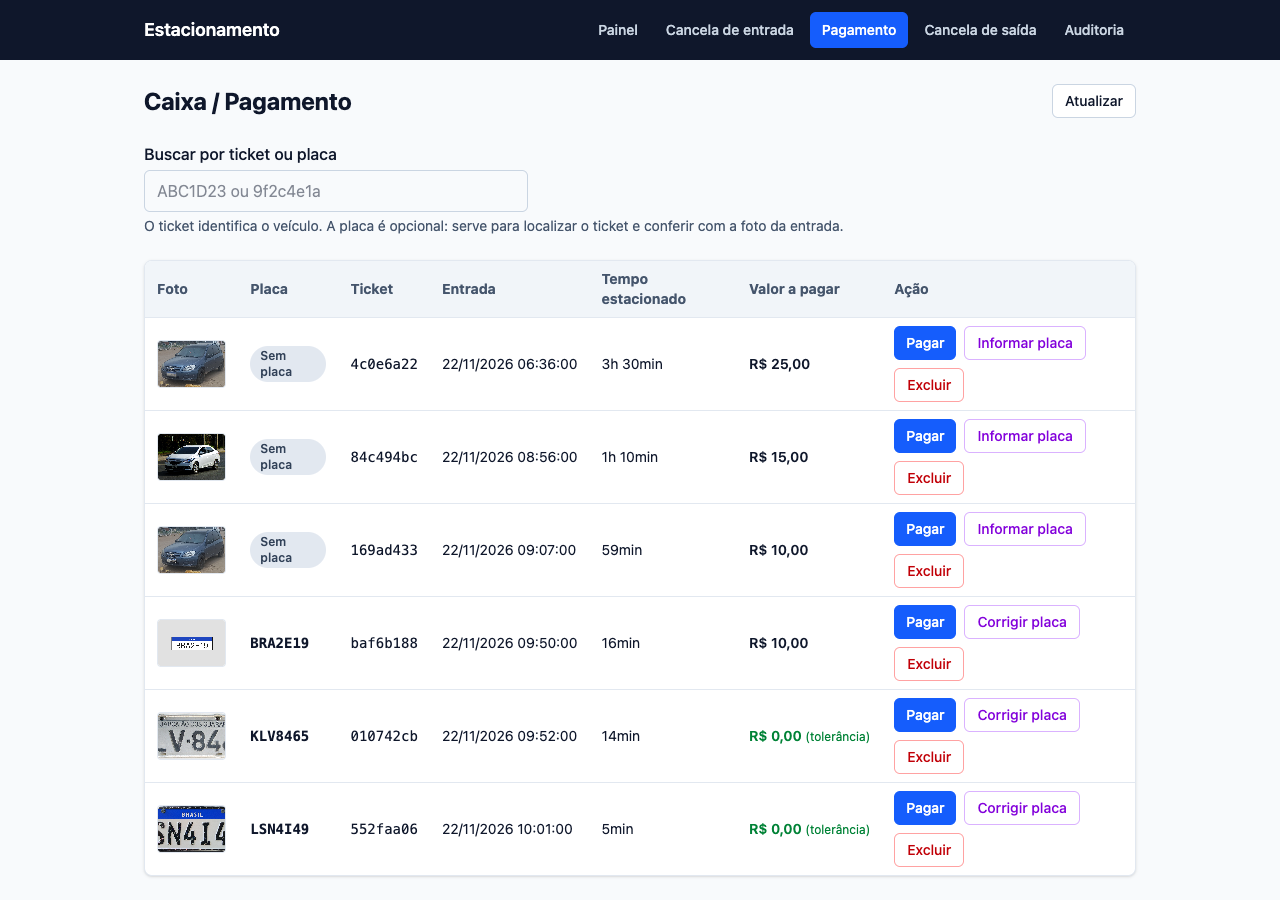 Estacionamento
Painel
Cancela de entrada
Pagamento
Cancela de saída
Auditoria
Caixa / Pagamento
Atualizar
Buscar por ticket ou placa
ABC1D23 ou 9f2c4e1a
O ticket identifica o veículo. A placa é opcional: serve para localizar o ticket e conferir com a foto da entrada.
Foto
Placa
Ticket
Entrada
Tempo
estacionado
Valor a pagar
Ação
Sem
placa
4c0e6a22
22/11/2026 06:36:00
3h 30min
R$ 25,00
Pagar
Informar placa
Excluir
Sem
placa
84c494bc
22/11/2026 08:56:00
1h 10min
R$ 15,00
Pagar
Informar placa
Excluir
Sem
placa
169ad433
22/11/2026 09:07:00
59min
R$ 10,00
Pagar
Informar placa
Excluir
BRA2E19
BRA2E19
baf6b188
22/11/2026 09:50:00
16min
R$ 10,00
Pagar
Corrigir placa
Excluir
V·84
KLV8465
010742cb
22/11/2026 09:52:00
14min
R$ 0,00 (tolerância)
Pagar
Corrigir placa
Excluir
BRASIL
SN4I4
LSN4I49
552faa06
22/11/2026 10:01:00
5min
R$ 0,00 (tolerância)
Pagar
Corrigir placa
Excluir